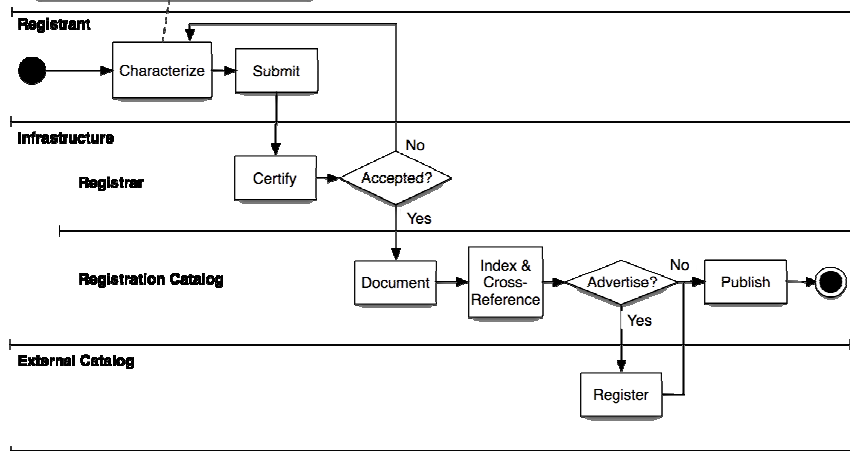 Registrant
Characterize
Submit
Infrastructure
No
Registrar
Certify
Accepted?
Yes
Registration Catalog
Document
Index &
Cross-
Reference
Advertise?
No
Publish
Yes
External Catalog
Register